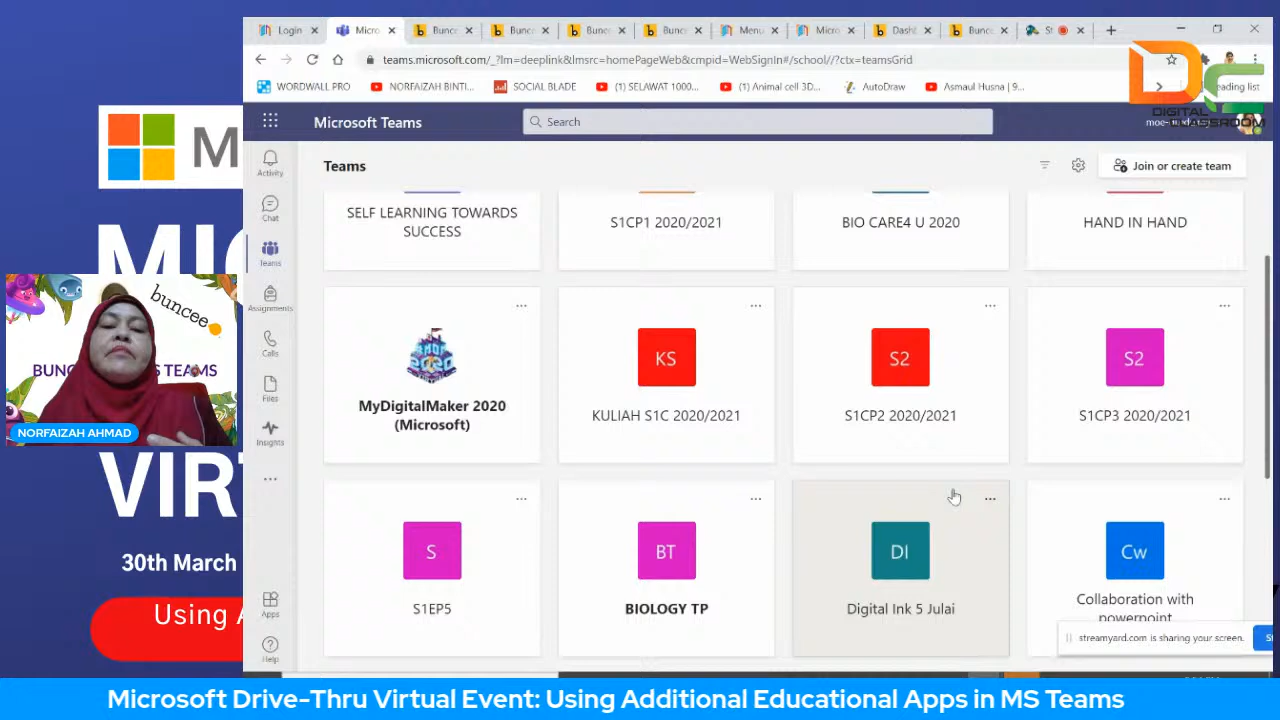 Login
Micro
Bunce
Bunce
Bunce
Bunce
Menu
Micro
Dashl
Bunce
St
teams.microsoft.com/_?lm=deeplink&lmsrc=homePageWeb&cmpid=WebSignIn#/school//?ctx=teamsGrid
WORDWALL PRO
NORFAIZAH BINTI...
SOCIAL BLADE
(1) SELAWAT 1000...
(1) Animal cell 3D...
AutoDraw
Asmaul Husna | 9...
ding list
DIGITAL
CLASSROOM
Microsoft Teams
Search
M
Teams
Join or create team
Activity
Chat
Teams
Assignments
Calls
Files
Insights
Apps
Help
SELF LEARNING TOWARDS
SUCCESS
S1CP1 2020/2021
BIO CARE4 U 2020
HAND IN HAND
MyDigitalMaker 2020
(Microsoft)
KS
KULIAH S1C 2020/2021
S2
S1CP2 2020/2021
S2
S1CP3 2020/2021
S
S1EP5
BT
BIOLOGY TP
DI
Digital Ink 5 Julai
Cw
Collaboration with
powerpoint
streamyard.com is sharing your screen.
MI
buncee
BUNC
S TEAMS
NORFAIZAH AHMAD
VIR
30th March
Using A
Microsoft Drive-Thru Virtual Event: Using Additional Educational Apps in MS Teams